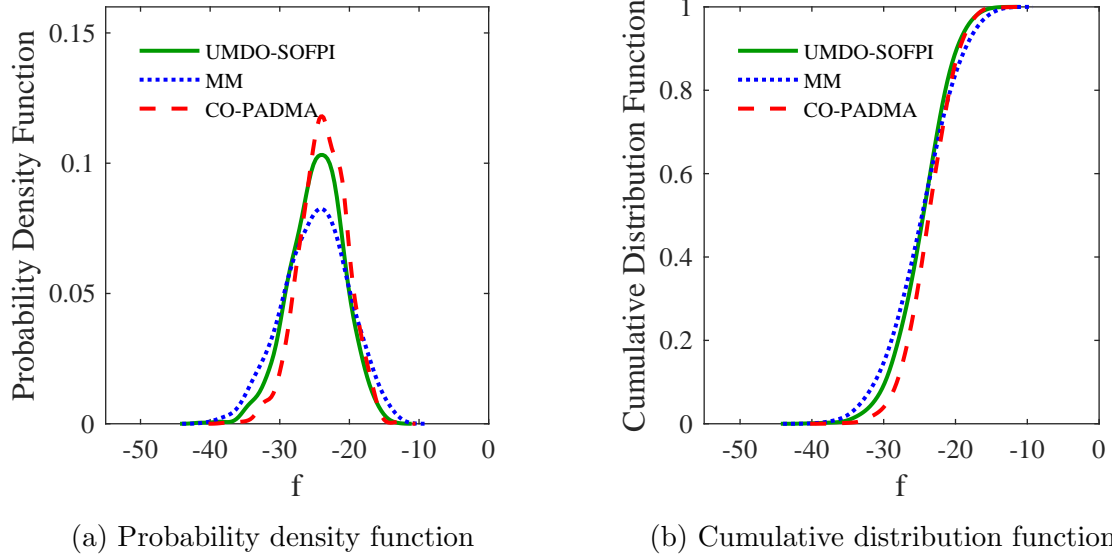 Probability Density Function
0.15
0.1
0.05
0
UMDO-SOFPI
MM
CO-PADMA
-50
-40
-30
-20
-10
0
f
(a) Probability density function
Cumulative Distribution Function
1
0.8
0.6
0.4
0.2
0
UMDO-SOFPI
MM
CO-PADMA
-50
-40
-30
-20
-10
0
f
(b) Cumulative distribution function